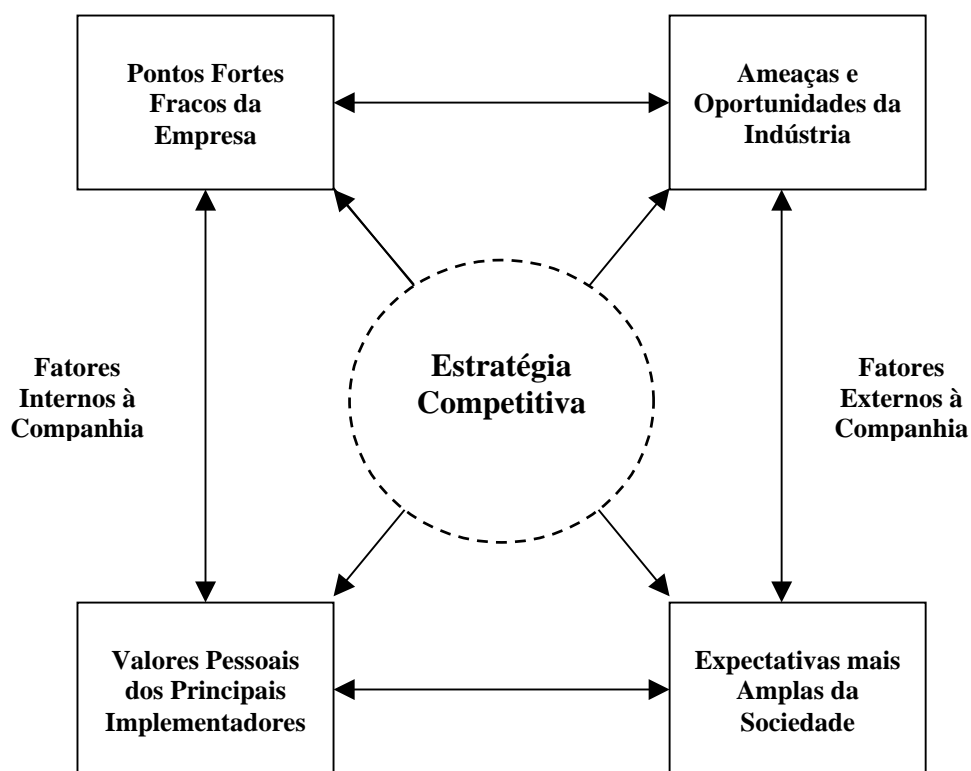 Pontos Fortes
Fracos da
Empresa
Ameaças e
Oportunidades da
Indústria
Fatores
Internos à
Companhia
Estratégia
Competitiva
Fatores
Externos à
Companhia
Valores Pessoais
dos Principais
Implementadores
Expectativas mais
Amplas da
Sociedade